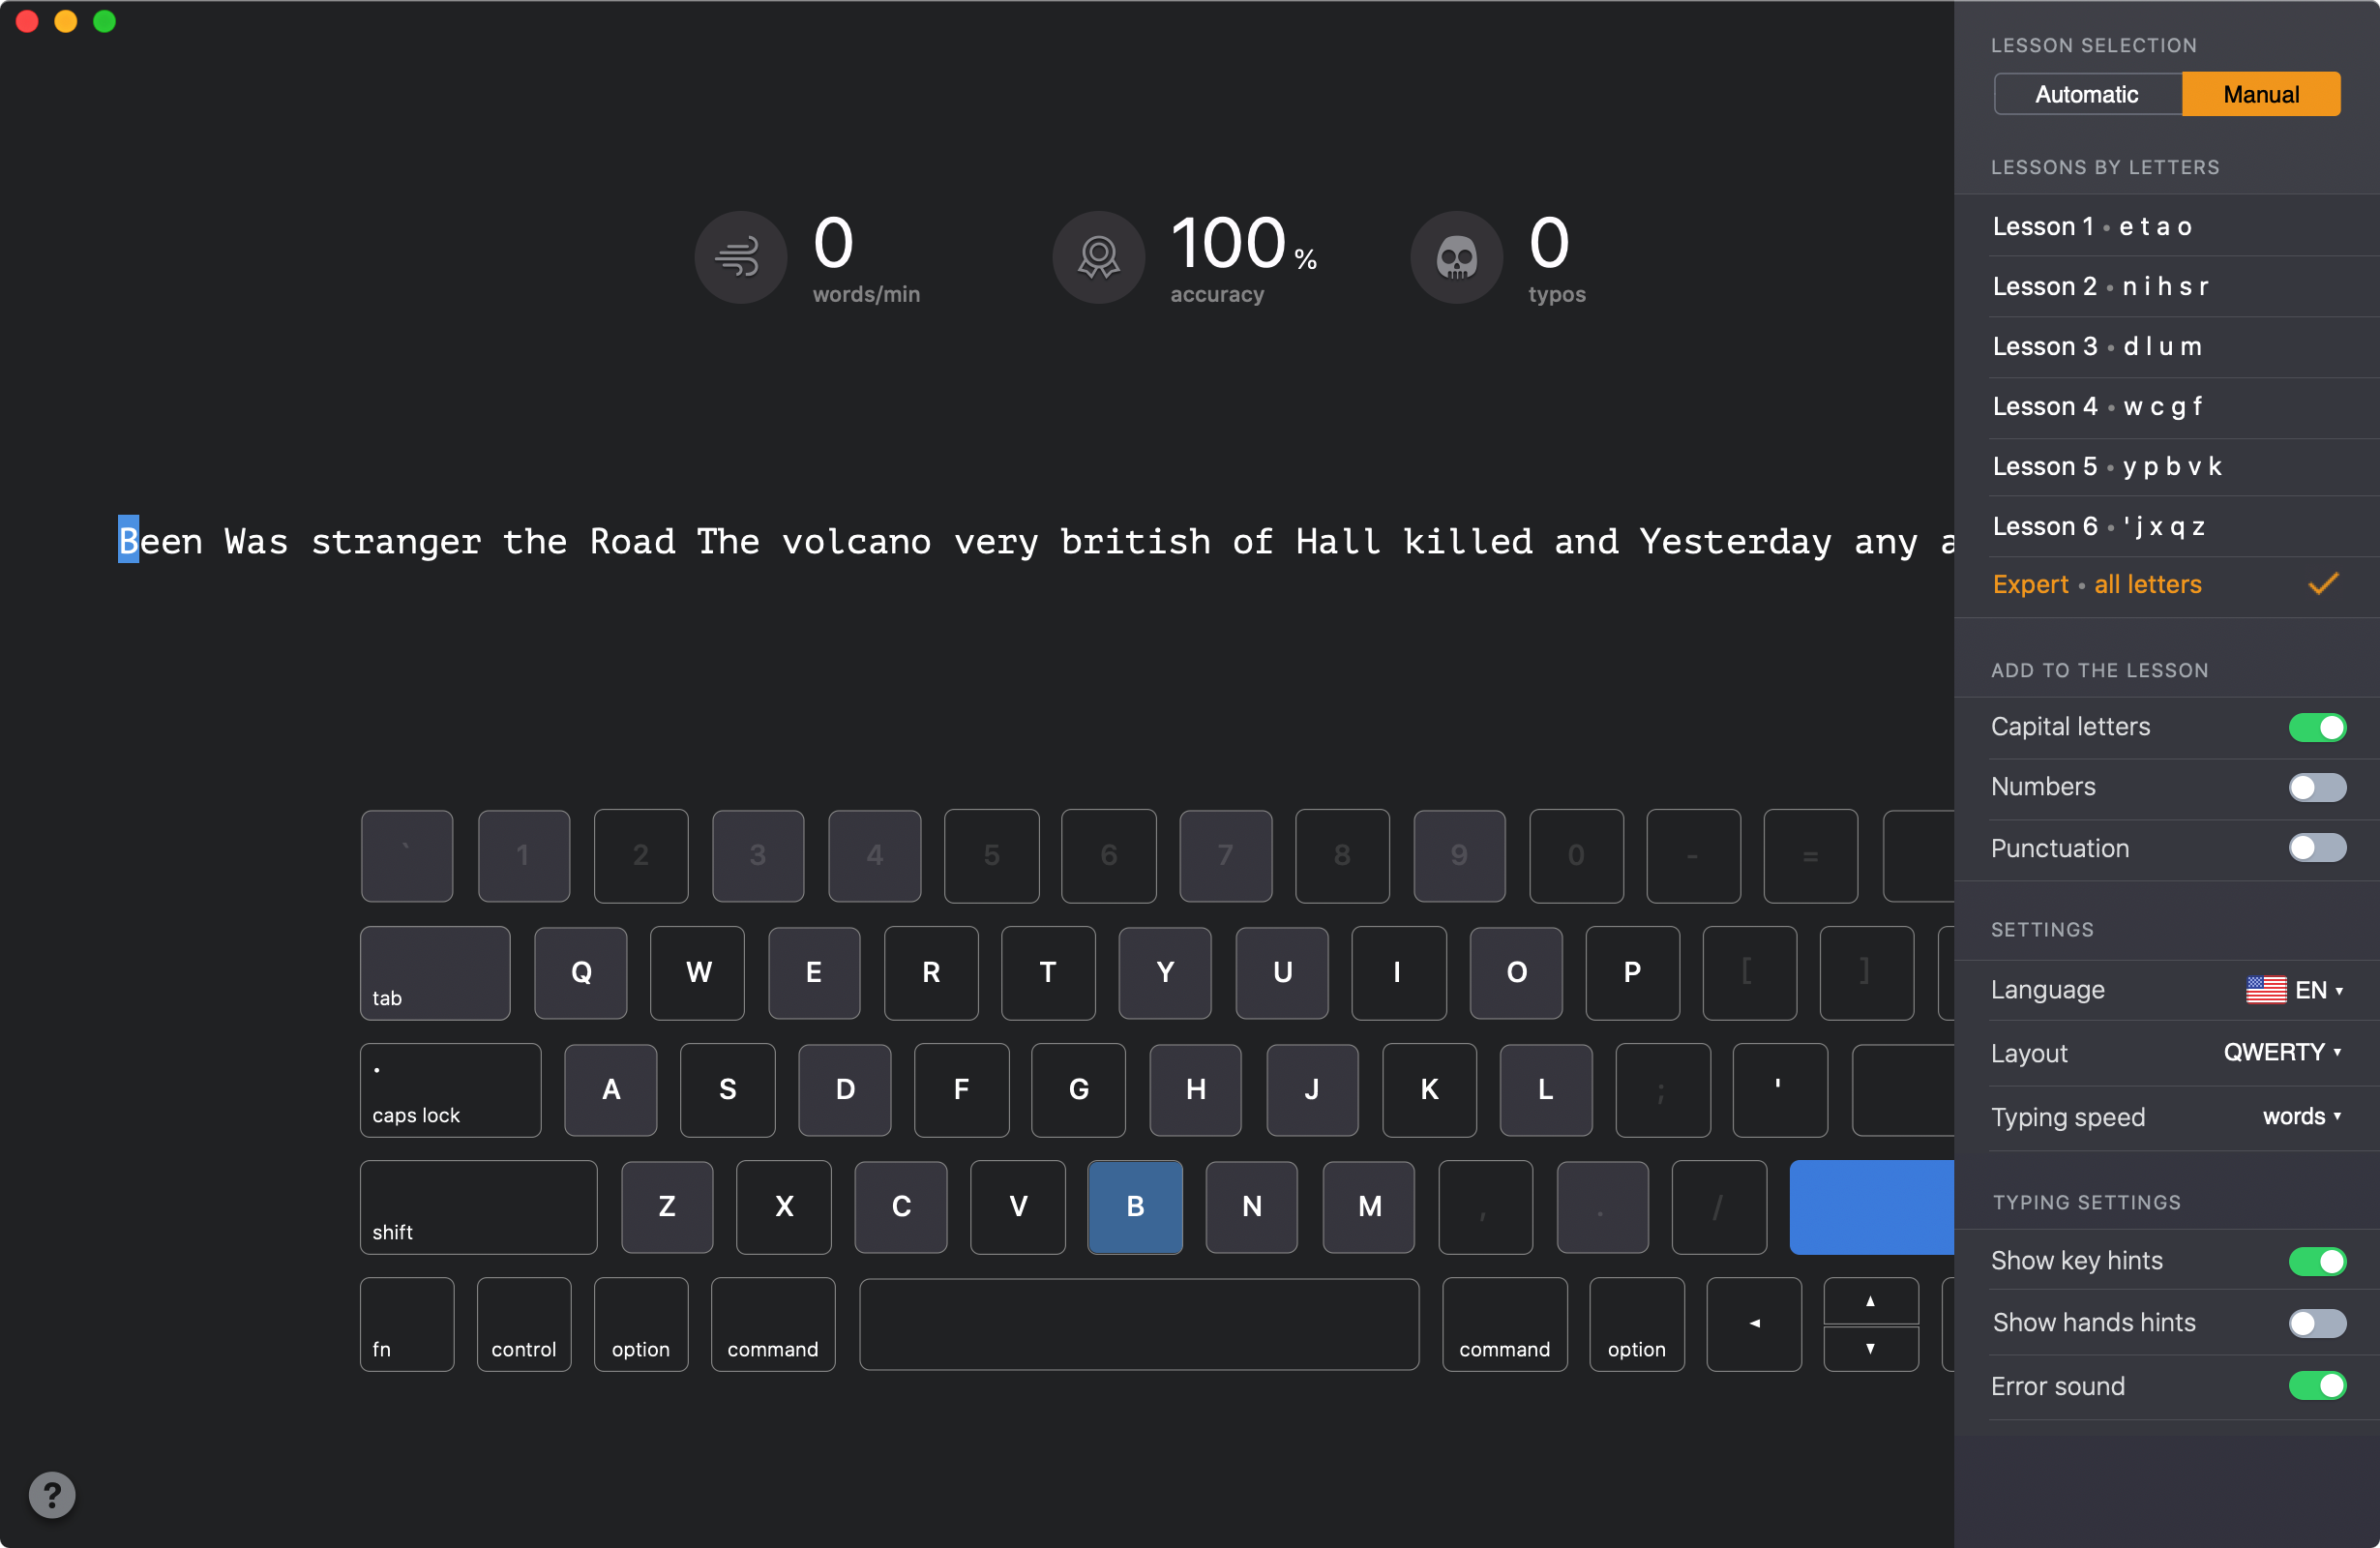 LESSON SELECTION
Automatic Manual
LESSONS BY LETTERS
Lesson 1 • e t a o
Lesson 2 • n i h s r
Lesson 3 • d l u m
Lesson 4 • w c g f
Lesson 5 • y p b v k
Lesson 6 • ' j x q z
Expert • all letters
ADD TO THE LESSON
Capital letters
Numbers
Punctuation
SETTINGS
Language EN
Layout QWERTY
Typing speed words
TYPING SETTINGS
Show key hints
Show hands hints
Error sound
0 100 % 0
words/min accuracy typos
Been Was stranger the Road The volcano very british of Hall killed and Yesterday any
` 1 2 3 4 5 6 7 8 9 0 - =
tab Q W E R T Y U I O P [ ]
caps lock A S D F G H J K L ; '
shift Z X C V B N M , . /
fn control option command command option
?